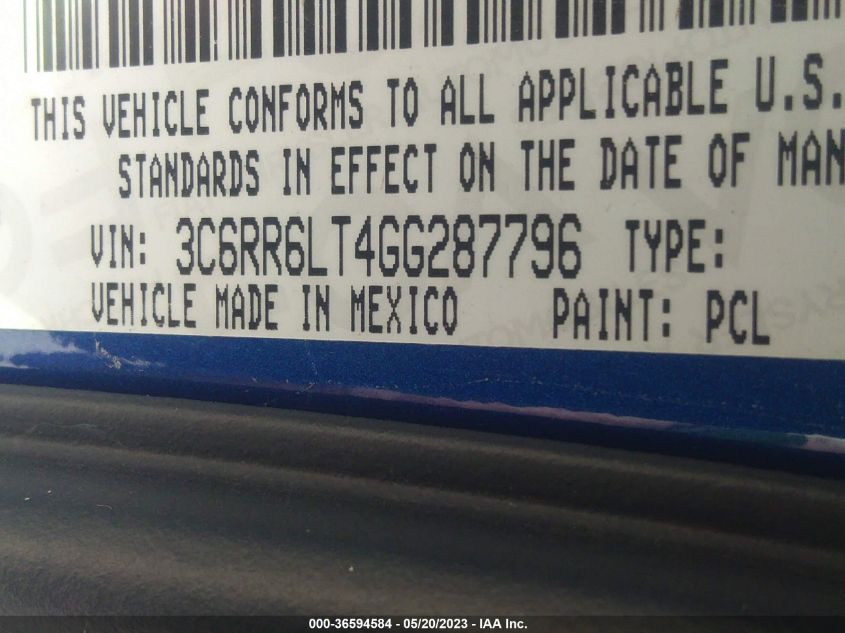 THIS VEHICLE CONFORMS TO ALL APPLICABLE U.S.
STANDARDS IN EFFECT ON THE DATE OF MAN
VIN: 3C6RR6LT4GG287796 TYPE:
VEHICLE MADE IN MEXICO PAINT: PCL
000-36594584 / 05/20/2023 - IAA Inc.